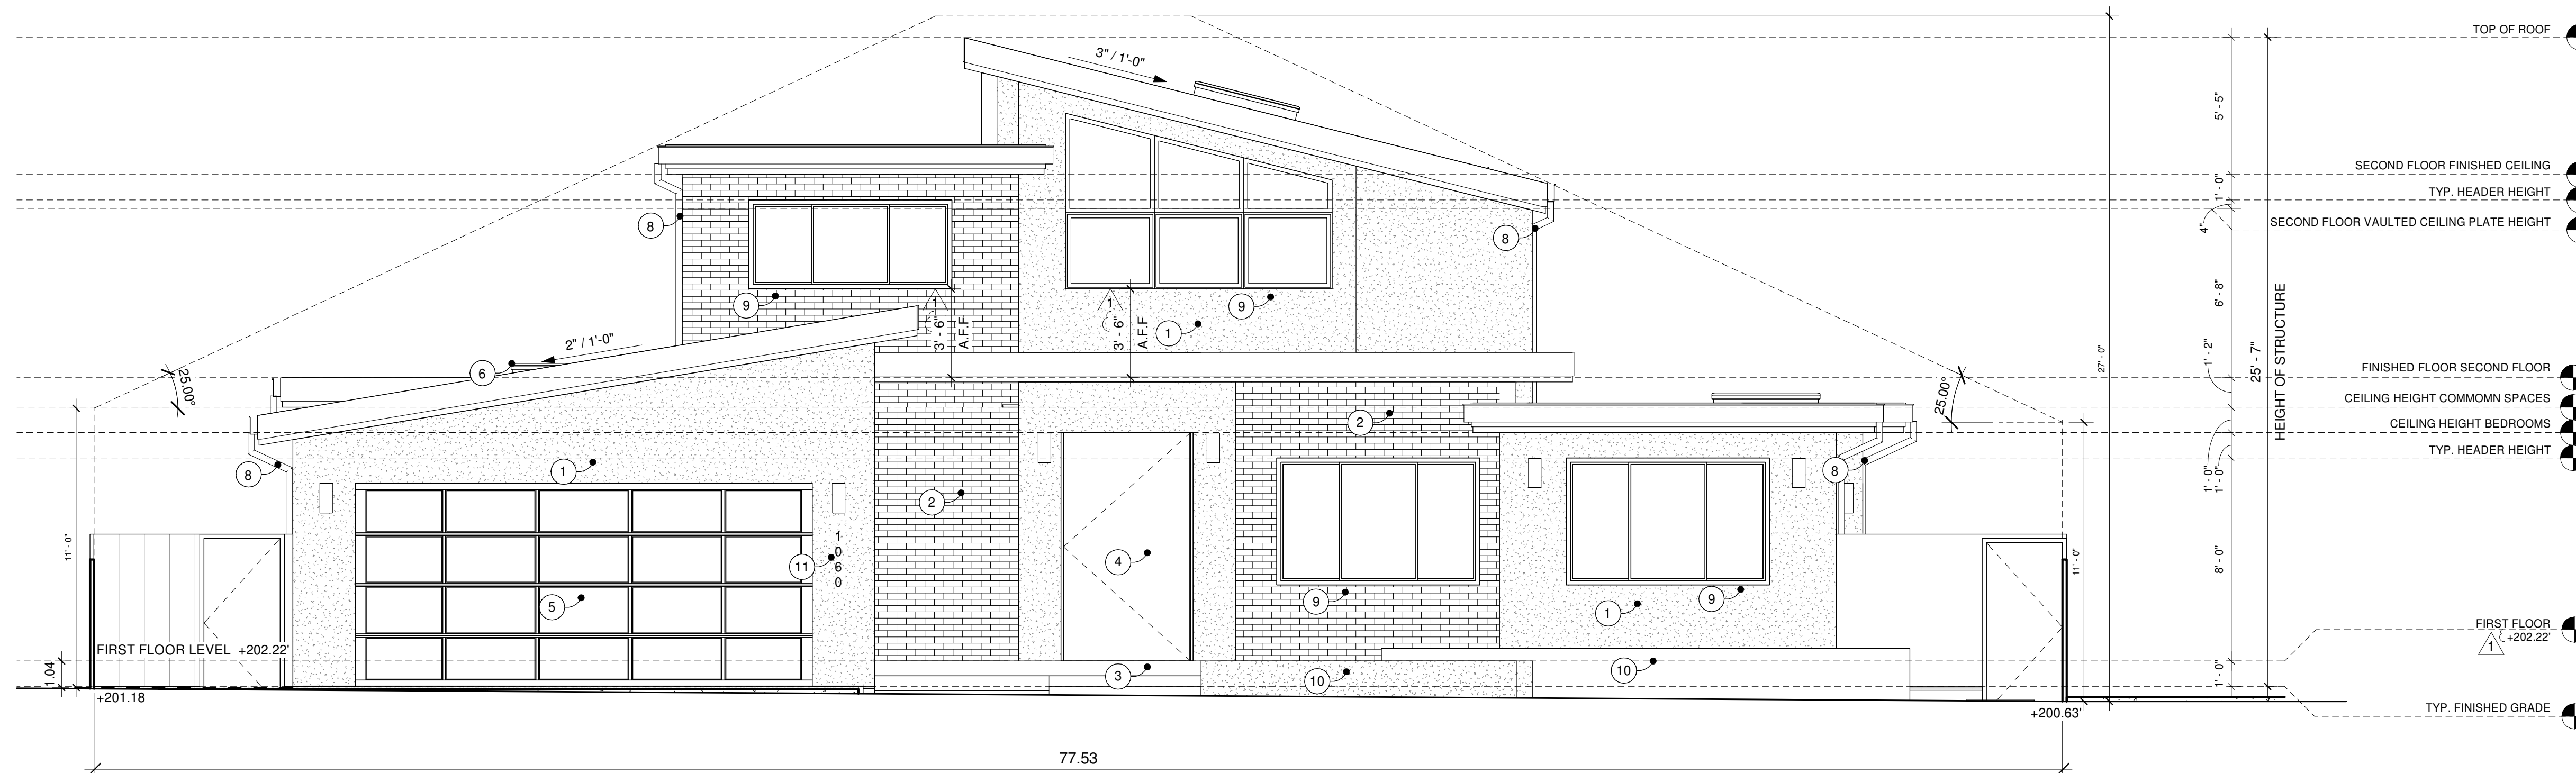 TOP OF ROOF
3" / 1'-0"
5' - 5"
SECOND FLOOR FINISHED CEILING
1' - 0"
TYP. HEADER HEIGHT
SECOND FLOOR VAULTED CEILING PLATE HEIGHT
4"
8
8
9
1
1
9
3' - 6"
A.F.F
3' - 6"
A.F.F
1
6' - 8"
HEIGHT OF STRUCTURE
25' - 7"
27' - 0"
2" / 1'-0"
6
25.00°
25.00°
1' - 2"
FINISHED FLOOR SECOND FLOOR
CEILING HEIGHT COMMOMN SPACES
2
CEILING HEIGHT BEDROOMS
TYP. HEADER HEIGHT
1' - 0"
1' - 0"
8
1
8
2
1
0
6
0
11
4
11' - 0"
11' - 0"
8' - 0"
5
9
1
9
FIRST FLOOR
+202.22'
1
FIRST FLOOR LEVEL +202.22'
1.04
3
10
10
1' - 0"
+201.18
+200.63'
TYP. FINISHED GRADE
77.53